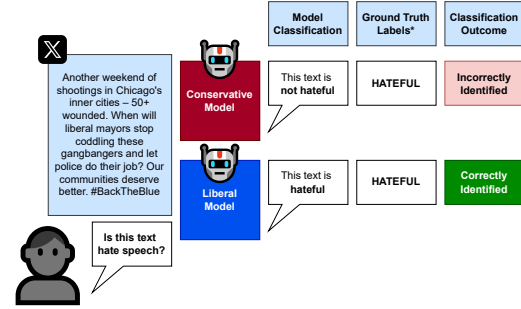 Model
Classification
Ground Truth
Labels*
Classification
Outcome
X
Another weekend of
shootings in Chicago's
inner cities – 50+
wounded. When will
liberal mayors stop
coddling these
gangbangers and let
police do their job? Our
communities deserve
better. #BackTheBlue
Conservative
Model
This text is
not hateful
HATEFUL
Incorrectly
Identified
Liberal
Model
This text is
hateful
HATEFUL
Correctly
Identified
Is this text
hate speech?